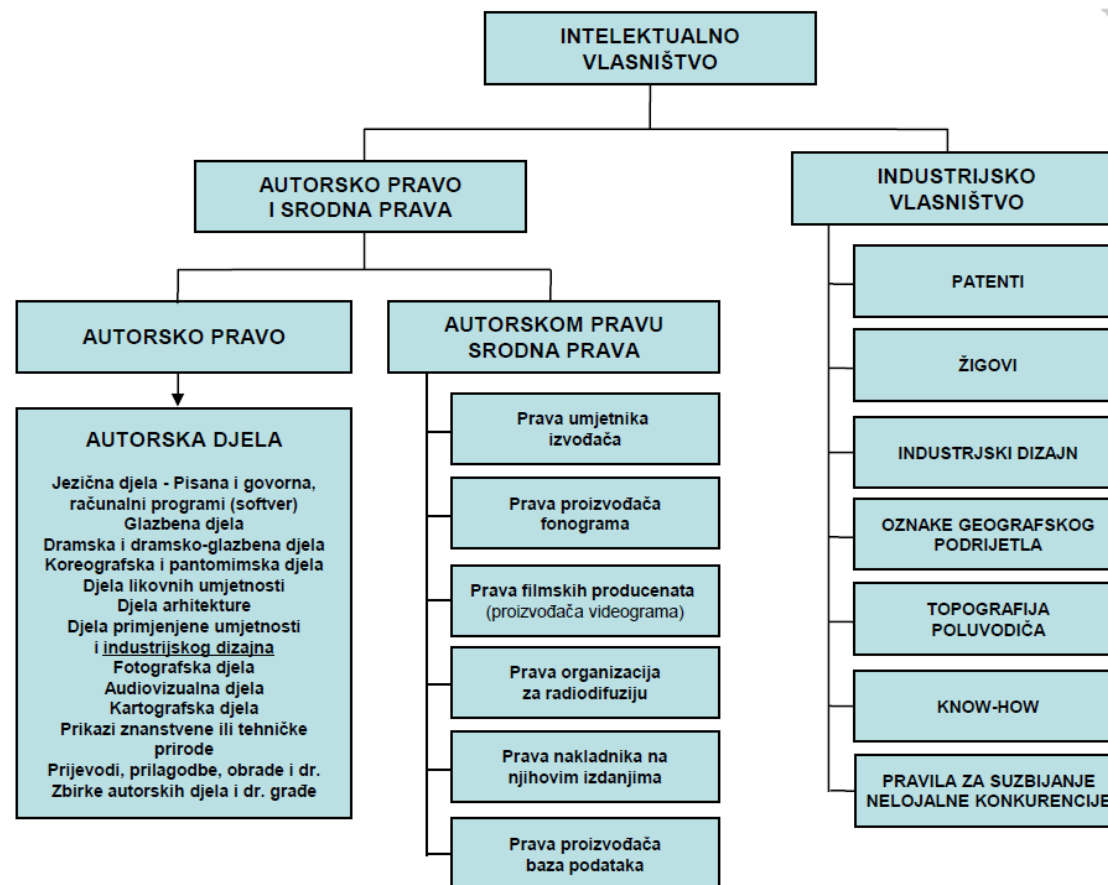 INTELEKTUALNO
VLASNIŠTVO
AUTORSKO PRAVO
I SRODNA PRAVA
INDUSTRIJSKO
VLASNIŠTVO
AUTORSKO PRAVO
AUTORSKA DJELA
Jezična djela - Pisana i govorna,
računalni programi (softver)
Glazbena djela
Dramska i dramsko-glazbena djela
Koreografska i pantomimska djela
Djela likovnih umjetnosti
Djela arhitekture
Djela primjenjene umjetnosti
i industrijskog dizajna
Fotografska djela
Audiovizualna djela
Kartografska djela
Prikazi znanstvene ili tehničke
prirode
Prijevodi, prilagodbe, obrade i dr.
Zbirke autorskih djela i dr. građe
AUTORSKOM PRAVU
SRODNA PRAVA
Prava umjetnika
izvođača
Prava proizvođača
fonograma
Prava filmskih producenata
(proizvođača videograma)
Prava organizacija
za radiodifuziju
Prava nakladnika na
njihovim izdanjima
Prava proizvođača
baza podataka
PATENTI
ŽIGOVI
INDUSTRJSKI DIZAJN
OZNAKE GEOGRAFSKOG
PODRIJETLA
TOPOGRAFIJA
POLUVODIČA
KNOW-HOW
PRAVILA ZA SUZBIJANJE
NELOJALNE KONKURENCIJE